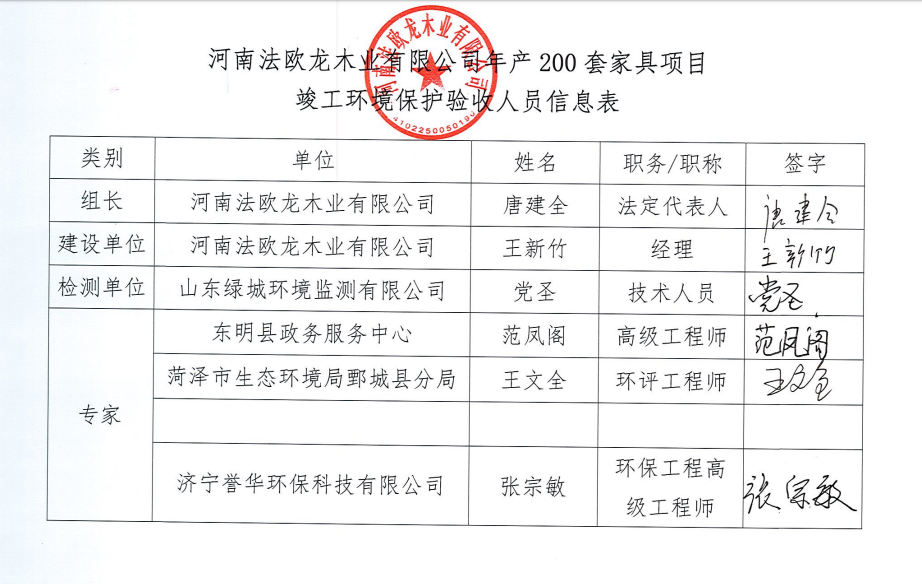 河南法欧龙木业有限公司年产200套家具项目
竣工环境保护验收人员信息表
河南法欧龙木业有限公司
4102250050190
类别 单位 姓名 职务/职称 签字
组长 河南法欧龙木业有限公司 唐建全 法定代表人 唐建全
建设单位 河南法欧龙木业有限公司 王新竹 经理 王新竹
检测单位 山东绿城环境监测有限公司 党圣 技术人员 党圣
专家 东明县政务服务中心 范凤阁 高级工程师 范凤阁
菏泽市生态环境局鄄城县分局 王文全 环评工程师 王文全
济宁誉华环保科技有限公司 张宗敏 环保工程高
级工程师 张宗敏